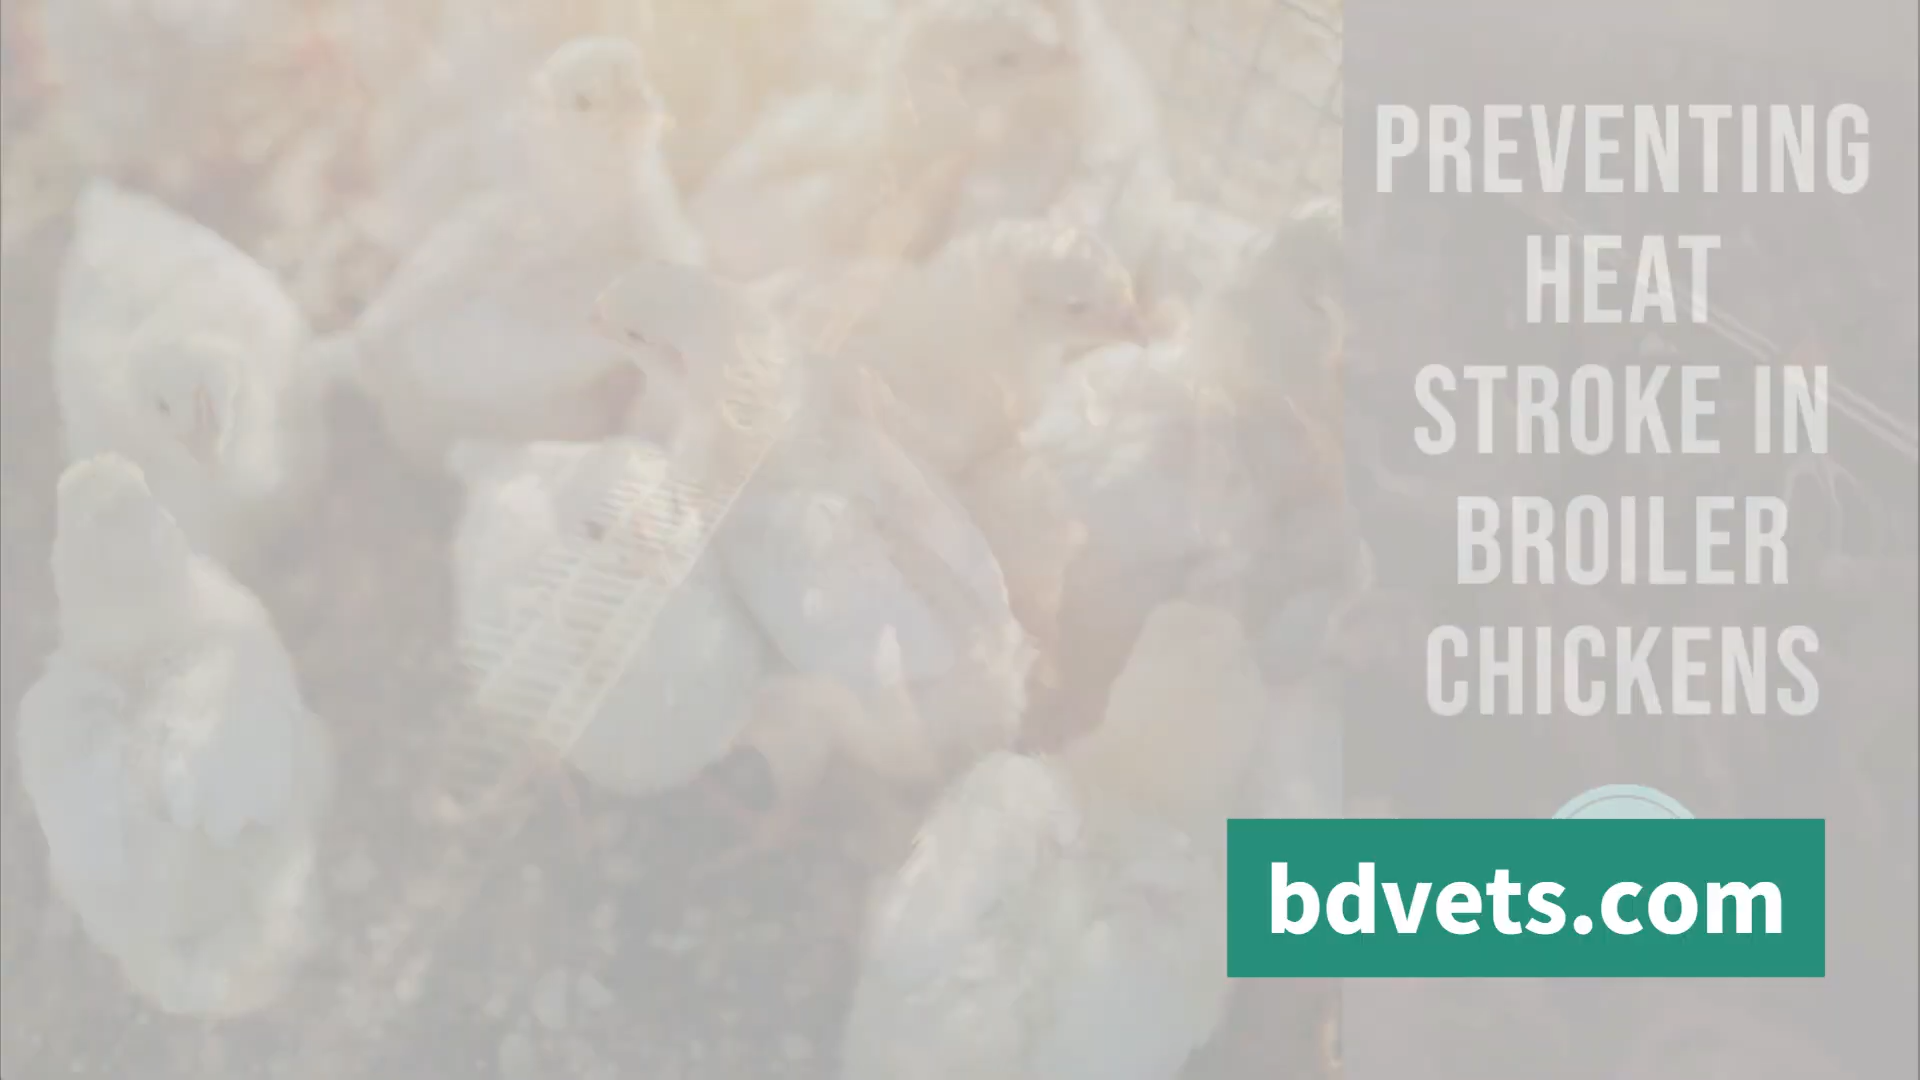 PREVENTING
HEAT
STROKE IN
BROILER
CHICKENS
bdvets.com